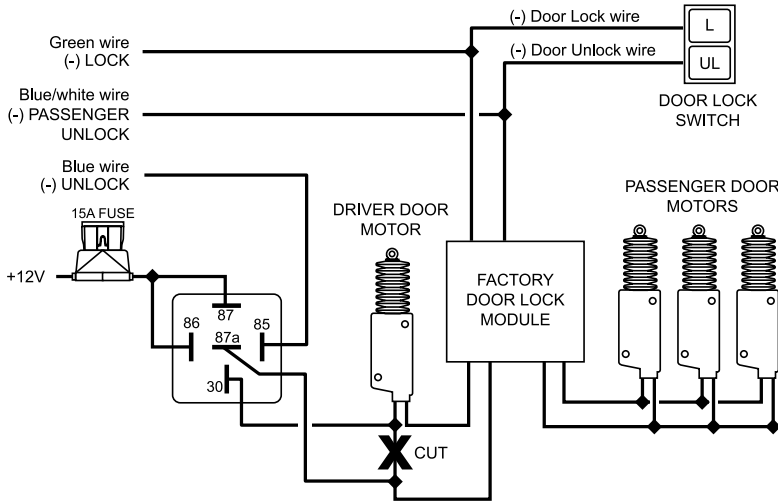 (-) Door Lock wire
L
Green wire
(-) LOCK
(-) Door Unlock wire
UL
Blue/white wire
(-) PASSENGER
UNLOCK
DOOR LOCK
SWITCH
Blue wire
(-) UNLOCK
15A FUSE
DRIVER DOOR
MOTOR
PASSENGER DOOR
MOTORS
+12V
FACTORY
DOOR LOCK
MODULE
87
86
85
87a
30
CUT